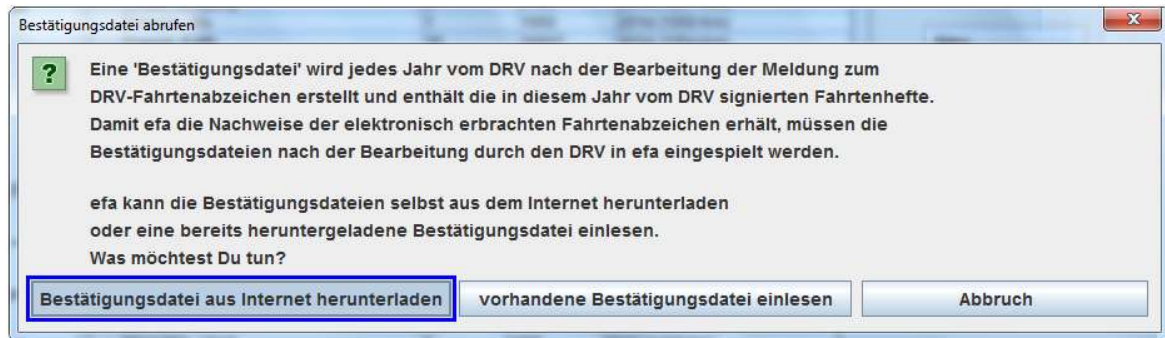 Bestätigungsdatei abrufen
Eine 'Bestätigungsdatei' wird jedes Jahr vom DRV nach der Bearbeitung der Meldung zum
DRV-Fahrtenabzeichen erstellt und enthält die in diesem Jahr vom DRV signierten Fahrtenhefte.
Damit efa die Nachweise der elektronisch erbrachten Fahrtenabzeichen erhält, müssen die
Bestätigungsdateien nach der Bearbeitung durch den DRV in efa eingespielt werden.
efa kann die Bestätigungsdateien selbst aus dem Internet herunterladen
oder eine bereits heruntergeladene Bestätigungsdatei einlesen.
Was möchtest Du tun?
Bestätigungsdatei aus Internet herunterladen vorhandene Bestätigungsdatei einlesen Abbruch